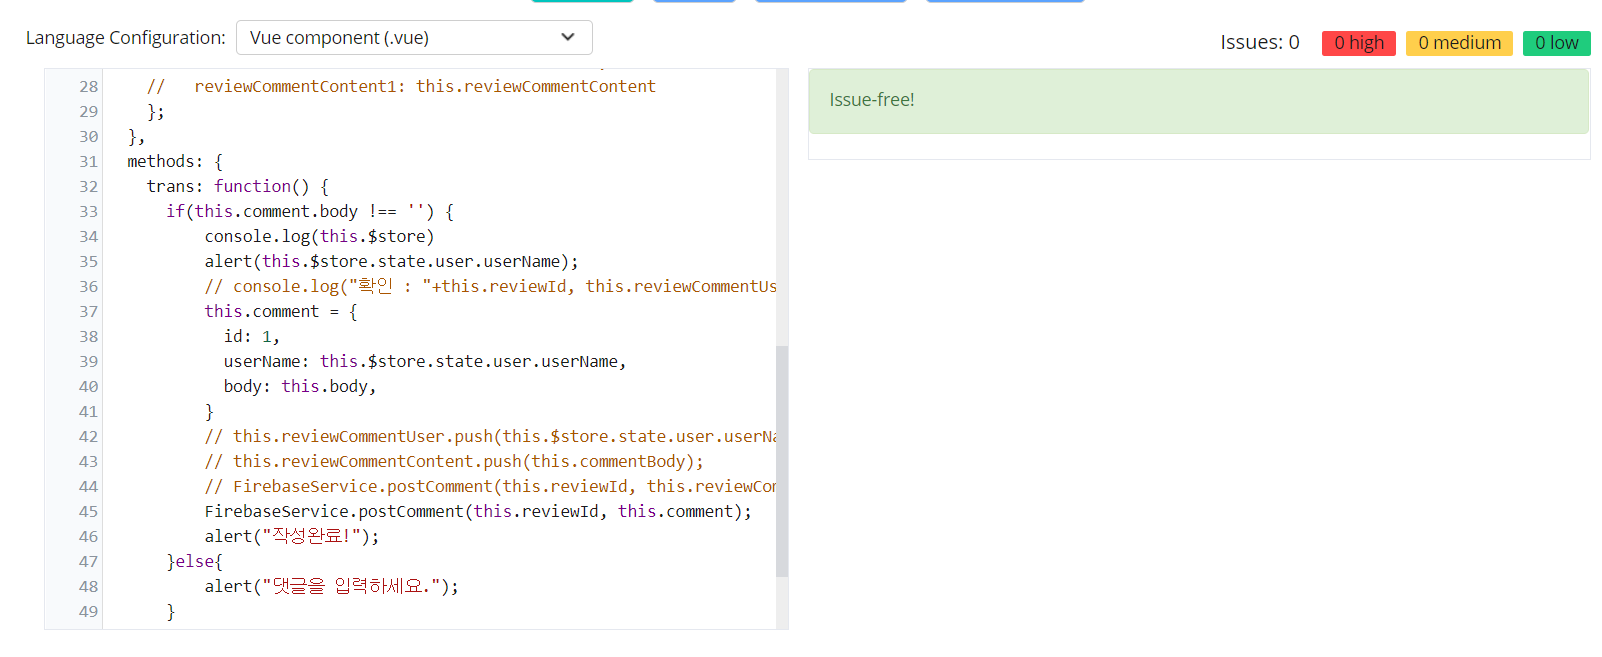 Language Configuration: Vue component (.vue)
Issues: 0 0 high 0 medium 0 low
28 // reviewCommentContent1: this.reviewCommentContent
29 };
30 },
31 methods: {
32 trans: function() {
33 if(this.comment.body !== '') {
34 console.log(this.$store)
35 alert(this.$store.state.user.userName);
36 // console.log("확인 : "+this.reviewId, this.reviewCommentUs
37 this.comment = {
38 id: 1,
39 userName: this.$store.state.user.userName,
40 body: this.body,
41 }
42 // this.reviewCommentUser.push(this.$store.state.user.userNa
43 // this.reviewCommentContent.push(this.commentBody);
44 // FirebaseService.postComment(this.reviewId, this.reviewCom
45 FirebaseService.postComment(this.reviewId, this.comment);
46 alert("작성완료!");
47 }else{
48 alert("댓글을 입력하세요.");
49 }
Issue-free!